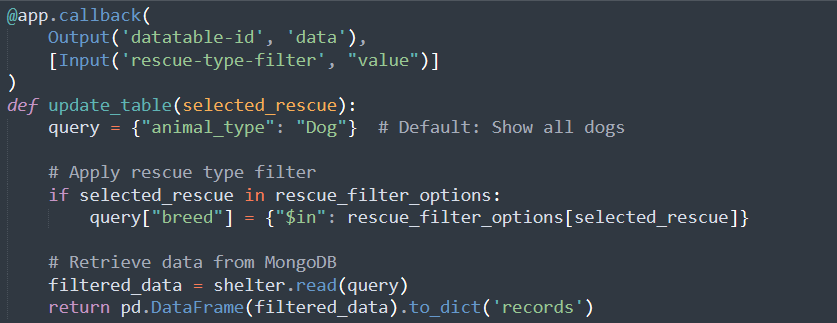 @app.callback(
    Output('datatable-id', 'data'),
    [Input('rescue-type-filter', "value")]
)
def update_table(selected_rescue):
    query = {"animal_type": "Dog"}  # Default: Show all dogs

    # Apply rescue type filter
    if selected_rescue in rescue_filter_options:
        query["breed"] = {"$in": rescue_filter_options[selected_rescue]}

    # Retrieve data from MongoDB
    filtered_data = shelter.read(query)
    return pd.DataFrame(filtered_data).to_dict('records')